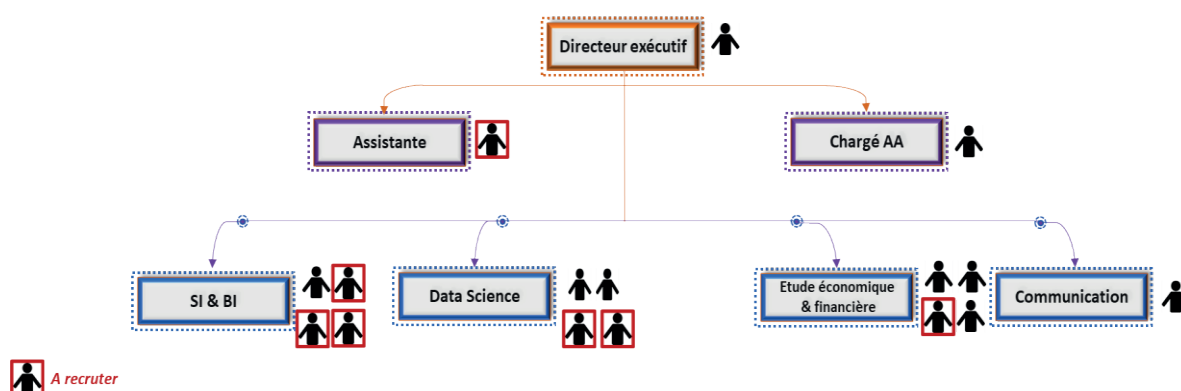 Directeur exécutif
Assistante
Chargé AA
SI & BI
Data Science
Etude économique
& financière
Communication
A recruter